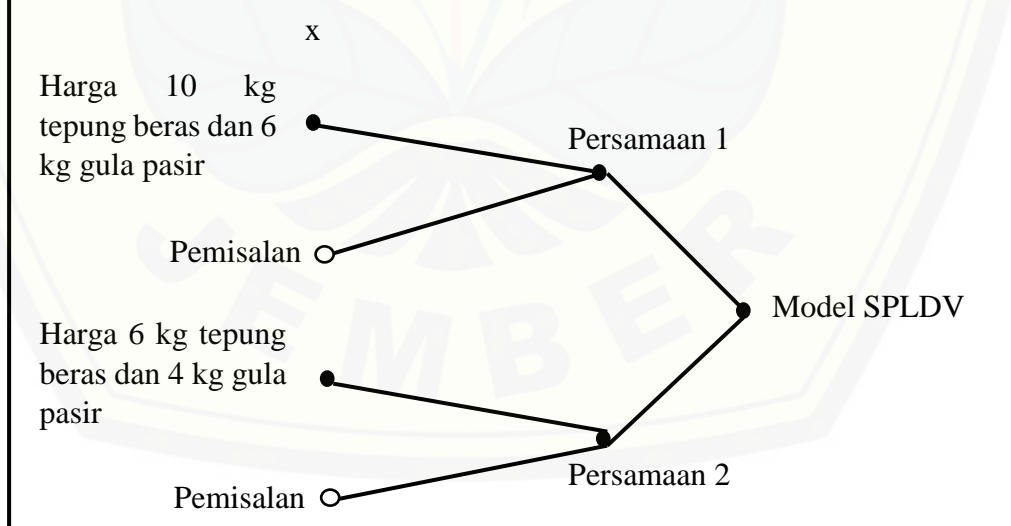 x
Harga 10 kg
tepung beras dan 6
kg gula pasir
Persamaan 1
Pemisalan
Model SPLDV
Harga 6 kg tepung
beras dan 4 kg gula
pasir
Persamaan 2
Pemisalan
JEMBER